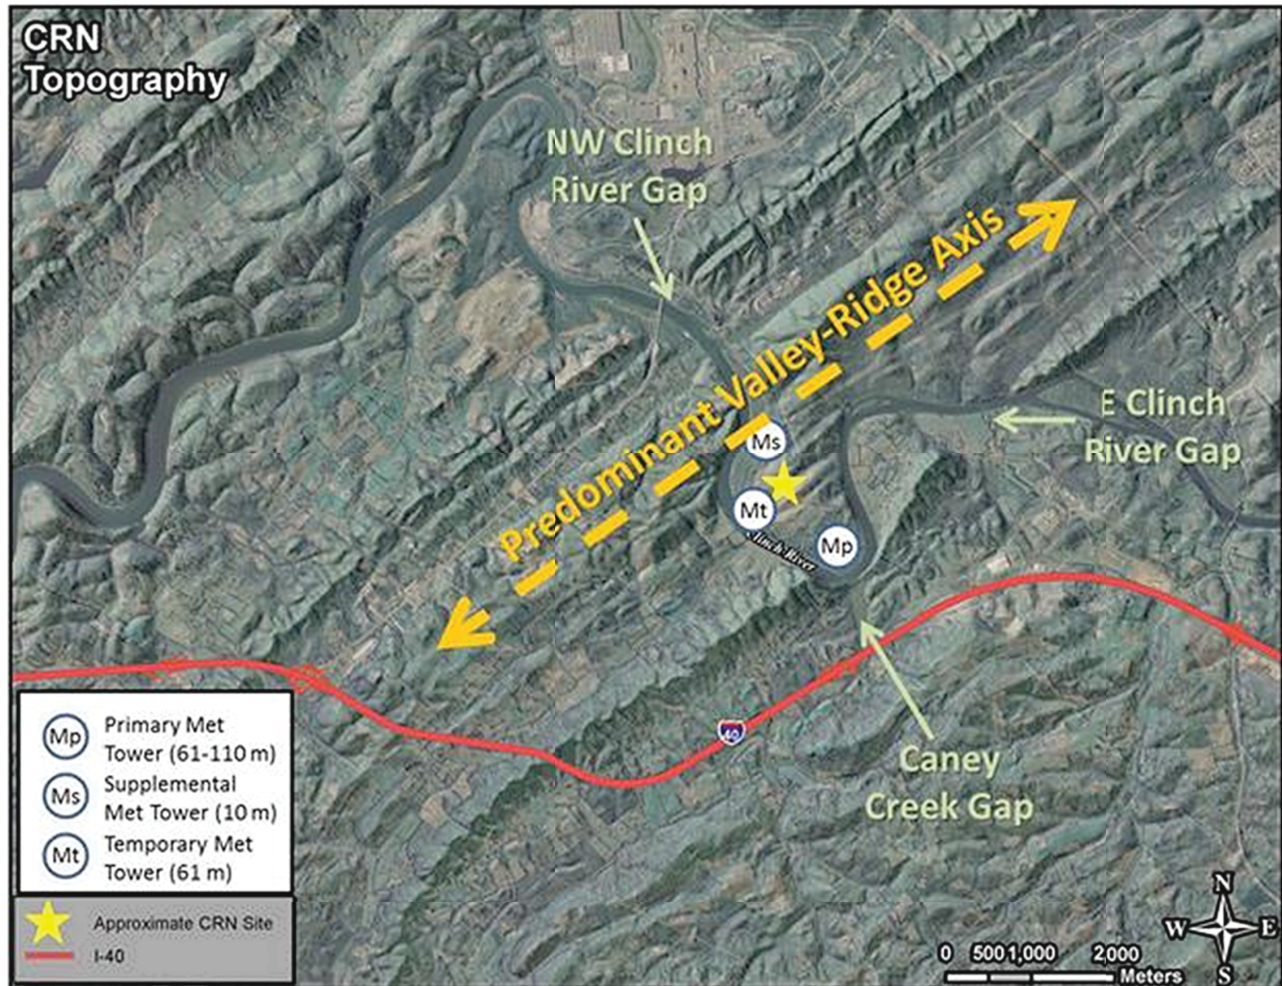 CRN
Topography
NW Clinch
River Gap
Predominant Valley-Ridge Axis
E Clinch
River Gap
Ms
Mt
Mp
Clinch River
40
Caney
Creek Gap
Mp Primary Met
Tower (61-110 m)
Ms Supplemental
Met Tower (10 m)
Mt Temporary Met
Tower (61 m)
Approximate CRN Site
I-40
N
W E
S
0 500 1,000 2,000
Meters